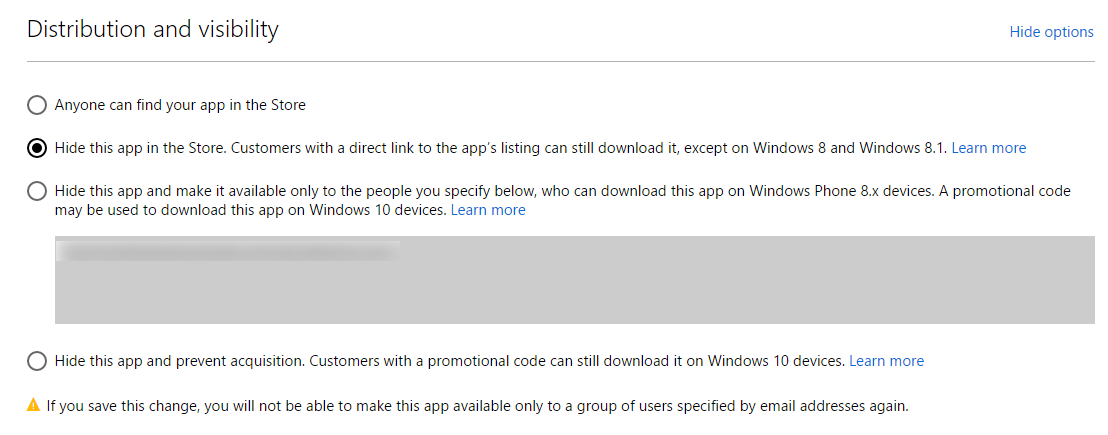 Distribution and visibility
Hide options
Anyone can find your app in the Store
Hide this app in the Store. Customers with a direct link to the app's listing can still download it, except on Windows 8 and Windows 8.1. Learn more
Hide this app and make it available only to the people you specify below, who can download this app on Windows Phone 8.x devices. A promotional code
may be used to download this app on Windows 10 devices. Learn more
Hide this app and prevent acquisition. Customers with a promotional code can still download it on Windows 10 devices. Learn more
If you save this change, you will not be able to make this app available only to a group of users specified by email addresses again.